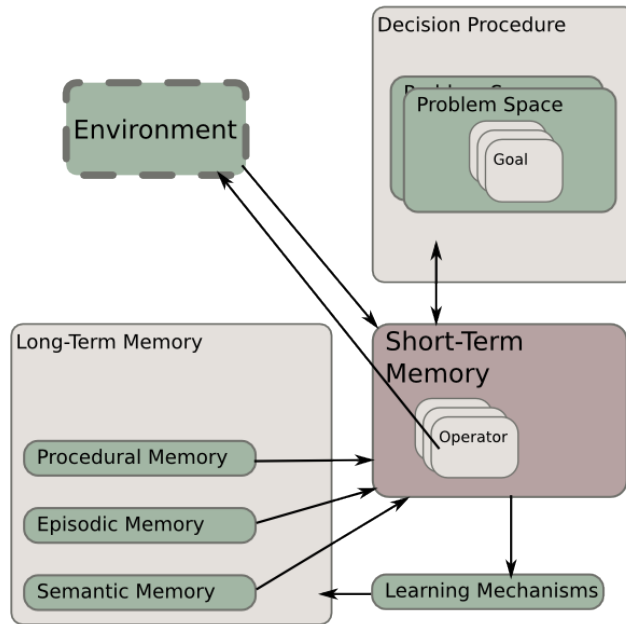 Decision Procedure
Problem Space
Goal
Environment
Short-Term
Memory
Operator
Long-Term Memory
Procedural Memory
Episodic Memory
Semantic Memory
Learning Mechanisms